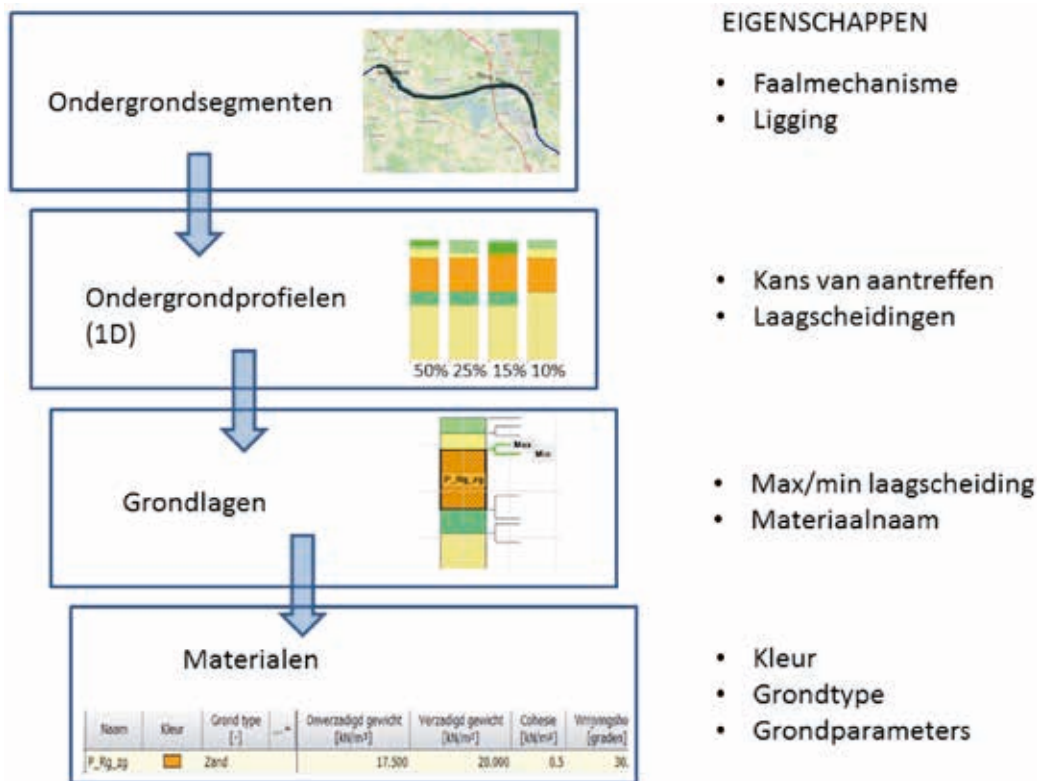 EIGENSCHAPPEN
Ondergrondsegmenten
• Faalmechanisme
• Ligging
Ondergrondprofielen
(1D)
50% 25% 15% 10%
• Kans van aantreffen
• Laagscheidingen
Grondlagen
Max
Min
P_Rg_zg
• Max/min laagscheiding
• Materiaalnaam
Materialen
• Kleur
• Grondtype
• Grondparameters
Naam Kleur Grond type [-] ... Onverzadigd gewicht [kN/m³] Verzadigd gewicht [kN/m³] Cohesie [kN/m²] Wrijvingsho [graden]
P_Rg_zg Zand 17.500 20.000 0.5 30.